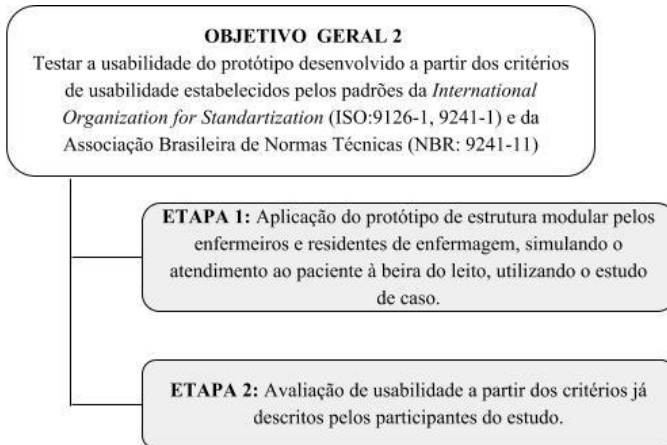 OBJETIVO GERAL 2
Testar a usabilidade do protótipo desenvolvido a partir dos critérios
de usabilidade estabelecidos pelos padrões da International
Organization for Standartization (ISO:9126-1, 9241-1) e da
Associação Brasileira de Normas Técnicas (NBR: 9241-11)
ETAPA 1: Aplicação do protótipo de estrutura modular pelos
enfermeiros e residentes de enfermagem, simulando o
atendimento ao paciente à beira do leito, utilizando o estudo
de caso.
ETAPA 2: Avaliação de usabilidade a partir dos critérios já
descritos pelos participantes do estudo.